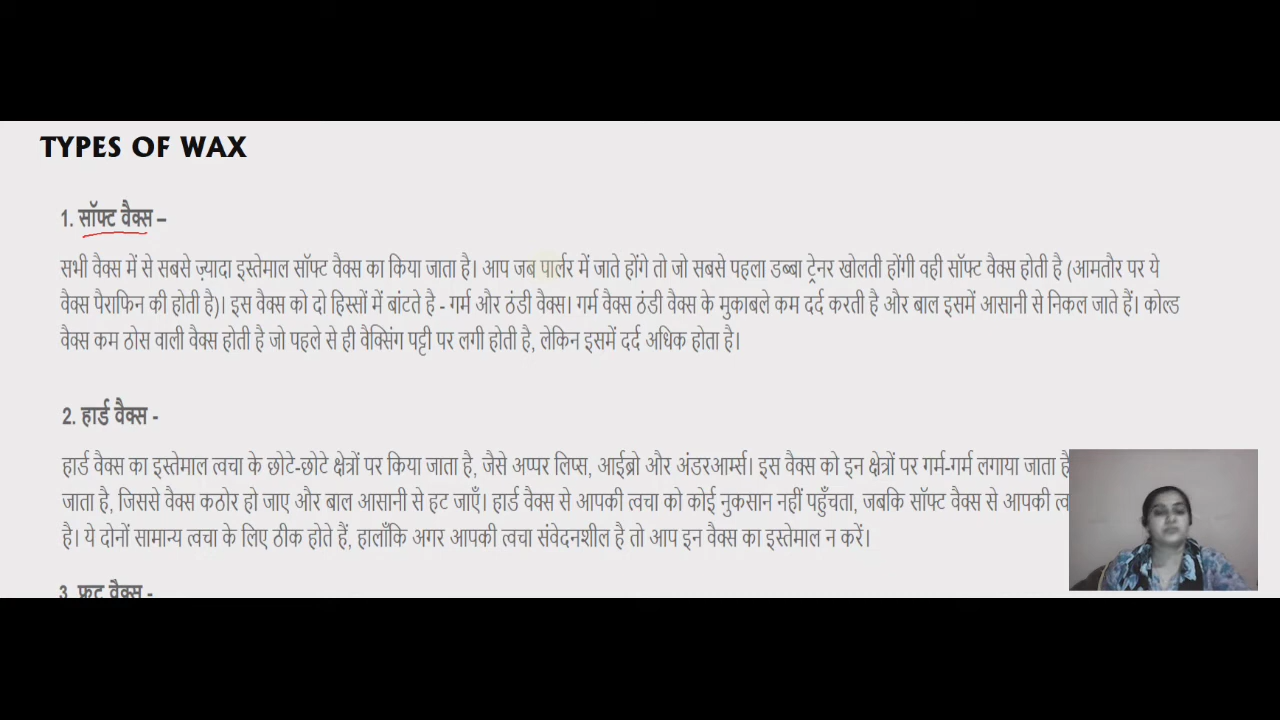 TYPES OF WAX
1. सॉफ्ट वैक्स –
सभी वैक्स में से सबसे ज़्यादा इस्तेमाल सॉफ्ट वैक्स का किया जाता है। आप जब पार्लर में जाते होंगे तो जो सबसे पहला डब्बा ट्रेनर खोलती होंगी वही सॉफ्ट वैक्स होती है (आमतौर पर ये
वैक्स पैराफिन की होती है)। इस वैक्स को दो हिस्सों में बांटते है - गर्म और ठंडी वैक्स। गर्म वैक्स ठंडी वैक्स के मुकाबले कम दर्द करती है और बाल इसमें आसानी से निकल जाते हैं। कोल्ड
वैक्स कम ठोस वाली वैक्स होती है जो पहले से ही वैक्सिंग पट्टी पर लगी होती है, लेकिन इसमें दर्द अधिक होता है।
2. हार्ड वैक्स -
हार्ड वैक्स का इस्तेमाल त्वचा के छोटे-छोटे क्षेत्रों पर किया जाता है, जैसे अप्पर लिप्स, आईब्रो और अंडरआर्म्स। इस वैक्स को इन क्षेत्रों पर गर्म-गर्म लगाया जाता है
जाता है, जिससे वैक्स कठोर हो जाए और बाल आसानी से हट जाएँ। हार्ड वैक्स से आपकी त्वचा को कोई नुकसान नहीं पहुँचता, जबकि सॉफ्ट वैक्स से आपकी
है। ये दोनों सामान्य त्वचा के लिए ठीक होते हैं, हालाँकि अगर आपकी त्वचा संवेदनशील है तो आप इन वैक्स का इस्तेमाल न करें।
3. फ्रूट वैक्स -